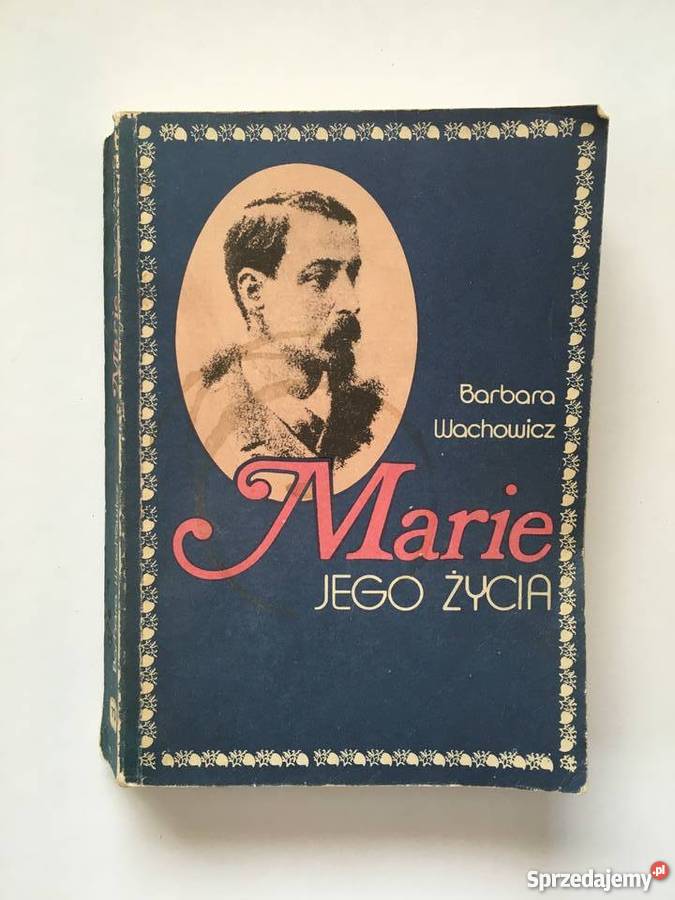 Barbara
Wachowicz
Marie
JEGO ŻYCIA
Sprzedajemy.pl